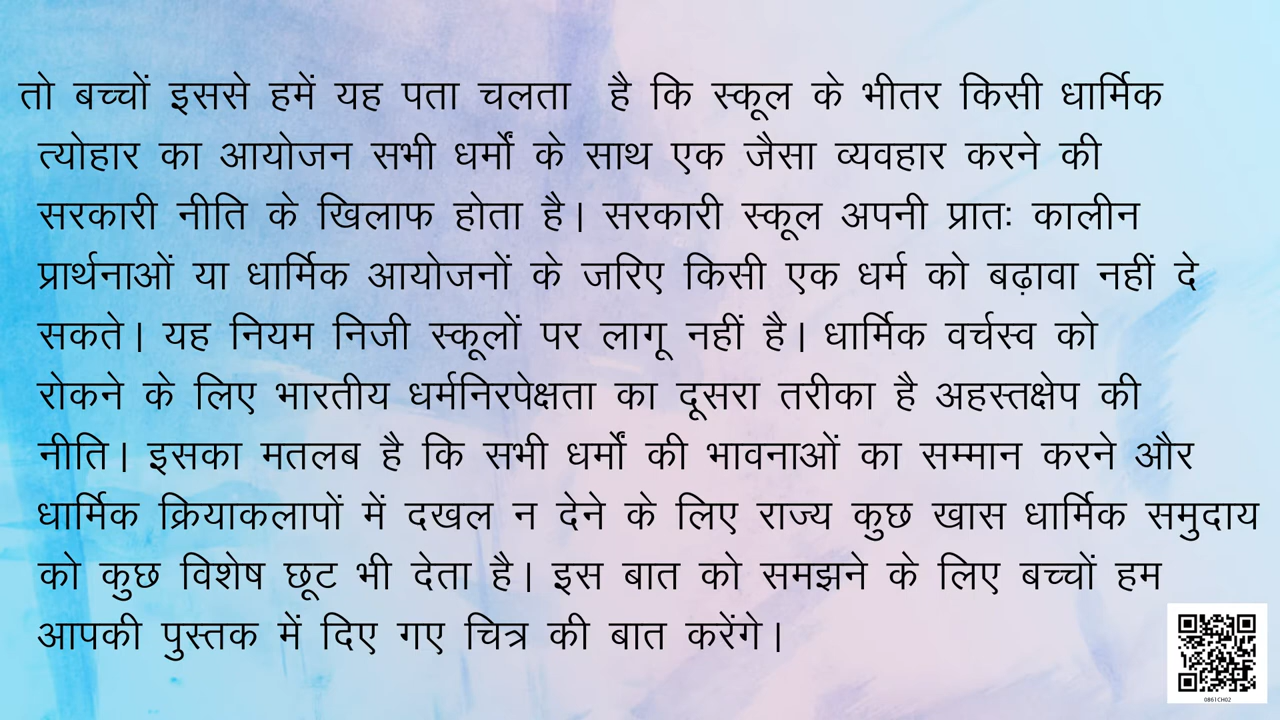 तो बच्चों इससे हमें यह पता चलता है कि स्कूल के भीतर किसी धार्मिक
त्योहार का आयोजन सभी धर्मों के साथ एक जैसा व्यवहार करने की
सरकारी नीति के खिलाफ होता है। सरकारी स्कूल अपनी प्रातः कालीन
प्रार्थनाओं या धार्मिक आयोजनों के जरिए किसी एक धर्म को बढ़ावा नहीं दे
सकते। यह नियम निजी स्कूलों पर लागू नहीं है। धार्मिक वर्चस्व को
रोकने के लिए भारतीय धर्मनिरपेक्षता का दूसरा तरीका है अहस्तक्षेप की
नीति। इसका मतलब है कि सभी धर्मों की भावनाओं का सम्मान करने और
धार्मिक क्रियाकलापों में दखल न देने के लिए राज्य कुछ खास धार्मिक समुदाय
को कुछ विशेष छूट भी देता है। इस बात को समझने के लिए बच्चों हम
आपकी पुस्तक में दिए गए चित्र की बात करेंगे।
0861CH02